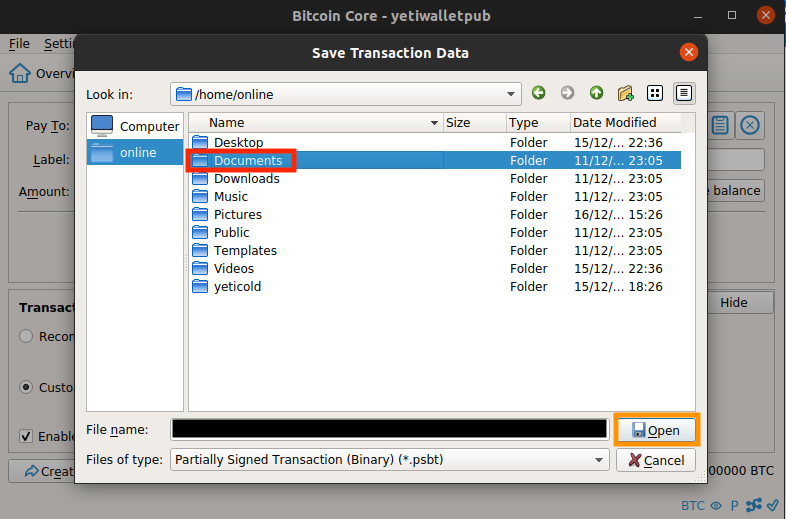 Bitcoin Core - yetiwalletpub
File Setti
Save Transaction Data
Overvi
Look in: /home/online
Name Size Type Date Modified
Computer
online
Desktop Folder 15/12/... 22:36
Documents Folder 11/12/... 23:05
Downloads Folder 11/12/... 23:05
Music Folder 11/12/... 23:05
Pictures Folder 16/12/... 15:26
Public Folder 11/12/... 23:05
Templates Folder 11/12/... 23:05
Videos Folder 15/12/... 22:36
yeticold Folder 15/12/... 18:26
Pay To:
Label:
Amount:
e balance
Transact
Hide
Recon
Custo
Enable
File name: Open
Files of type: Partially Signed Transaction (Binary) (*.psbt) Cancel
Creat
00000 BTC
BTC P